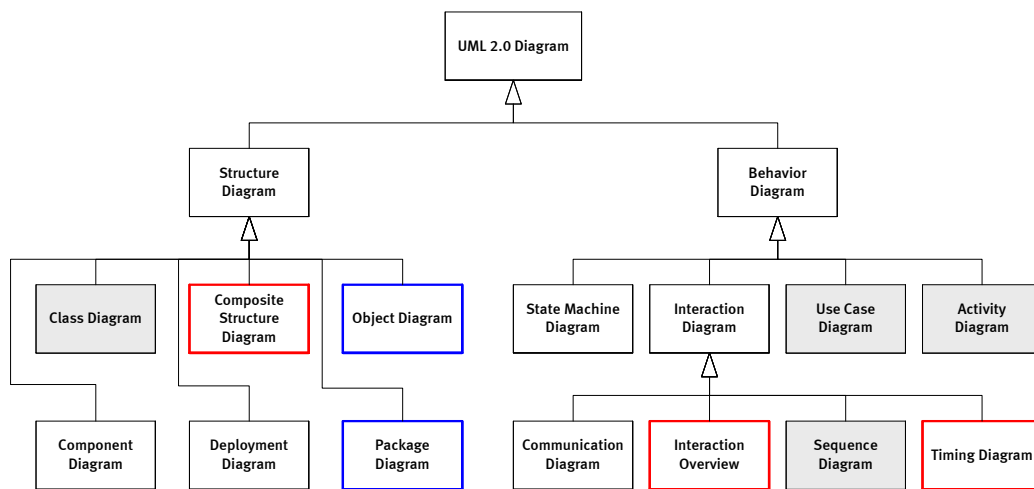 UML 2.0 Diagram
Structure
Diagram
Behavior
Diagram
Class Diagram
Composite
Structure
Diagram
Object Diagram
State Machine
Diagram
Interaction
Diagram
Use Case
Diagram
Activity
Diagram
Component
Diagram
Deployment
Diagram
Package
Diagram
Communication
Diagram
Interaction
Overview
Sequence
Diagram
Timing Diagram